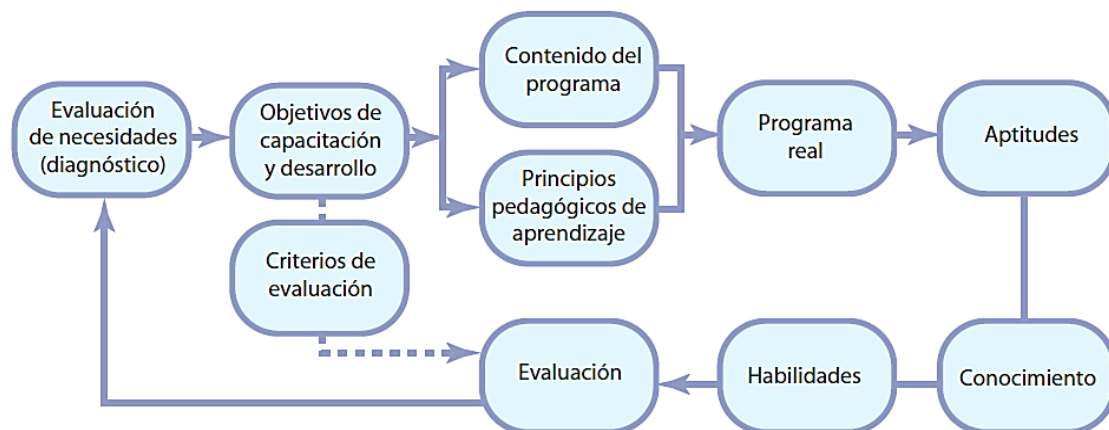 Evaluación
de necesidades
(diagnóstico)
Objetivos de
capacitación
y desarrollo
Contenido del
programa
Principios
pedagógicos de
aprendizaje
Programa
real
Aptitudes
Criterios de
evaluación
Evaluación
Habilidades
Conocimiento